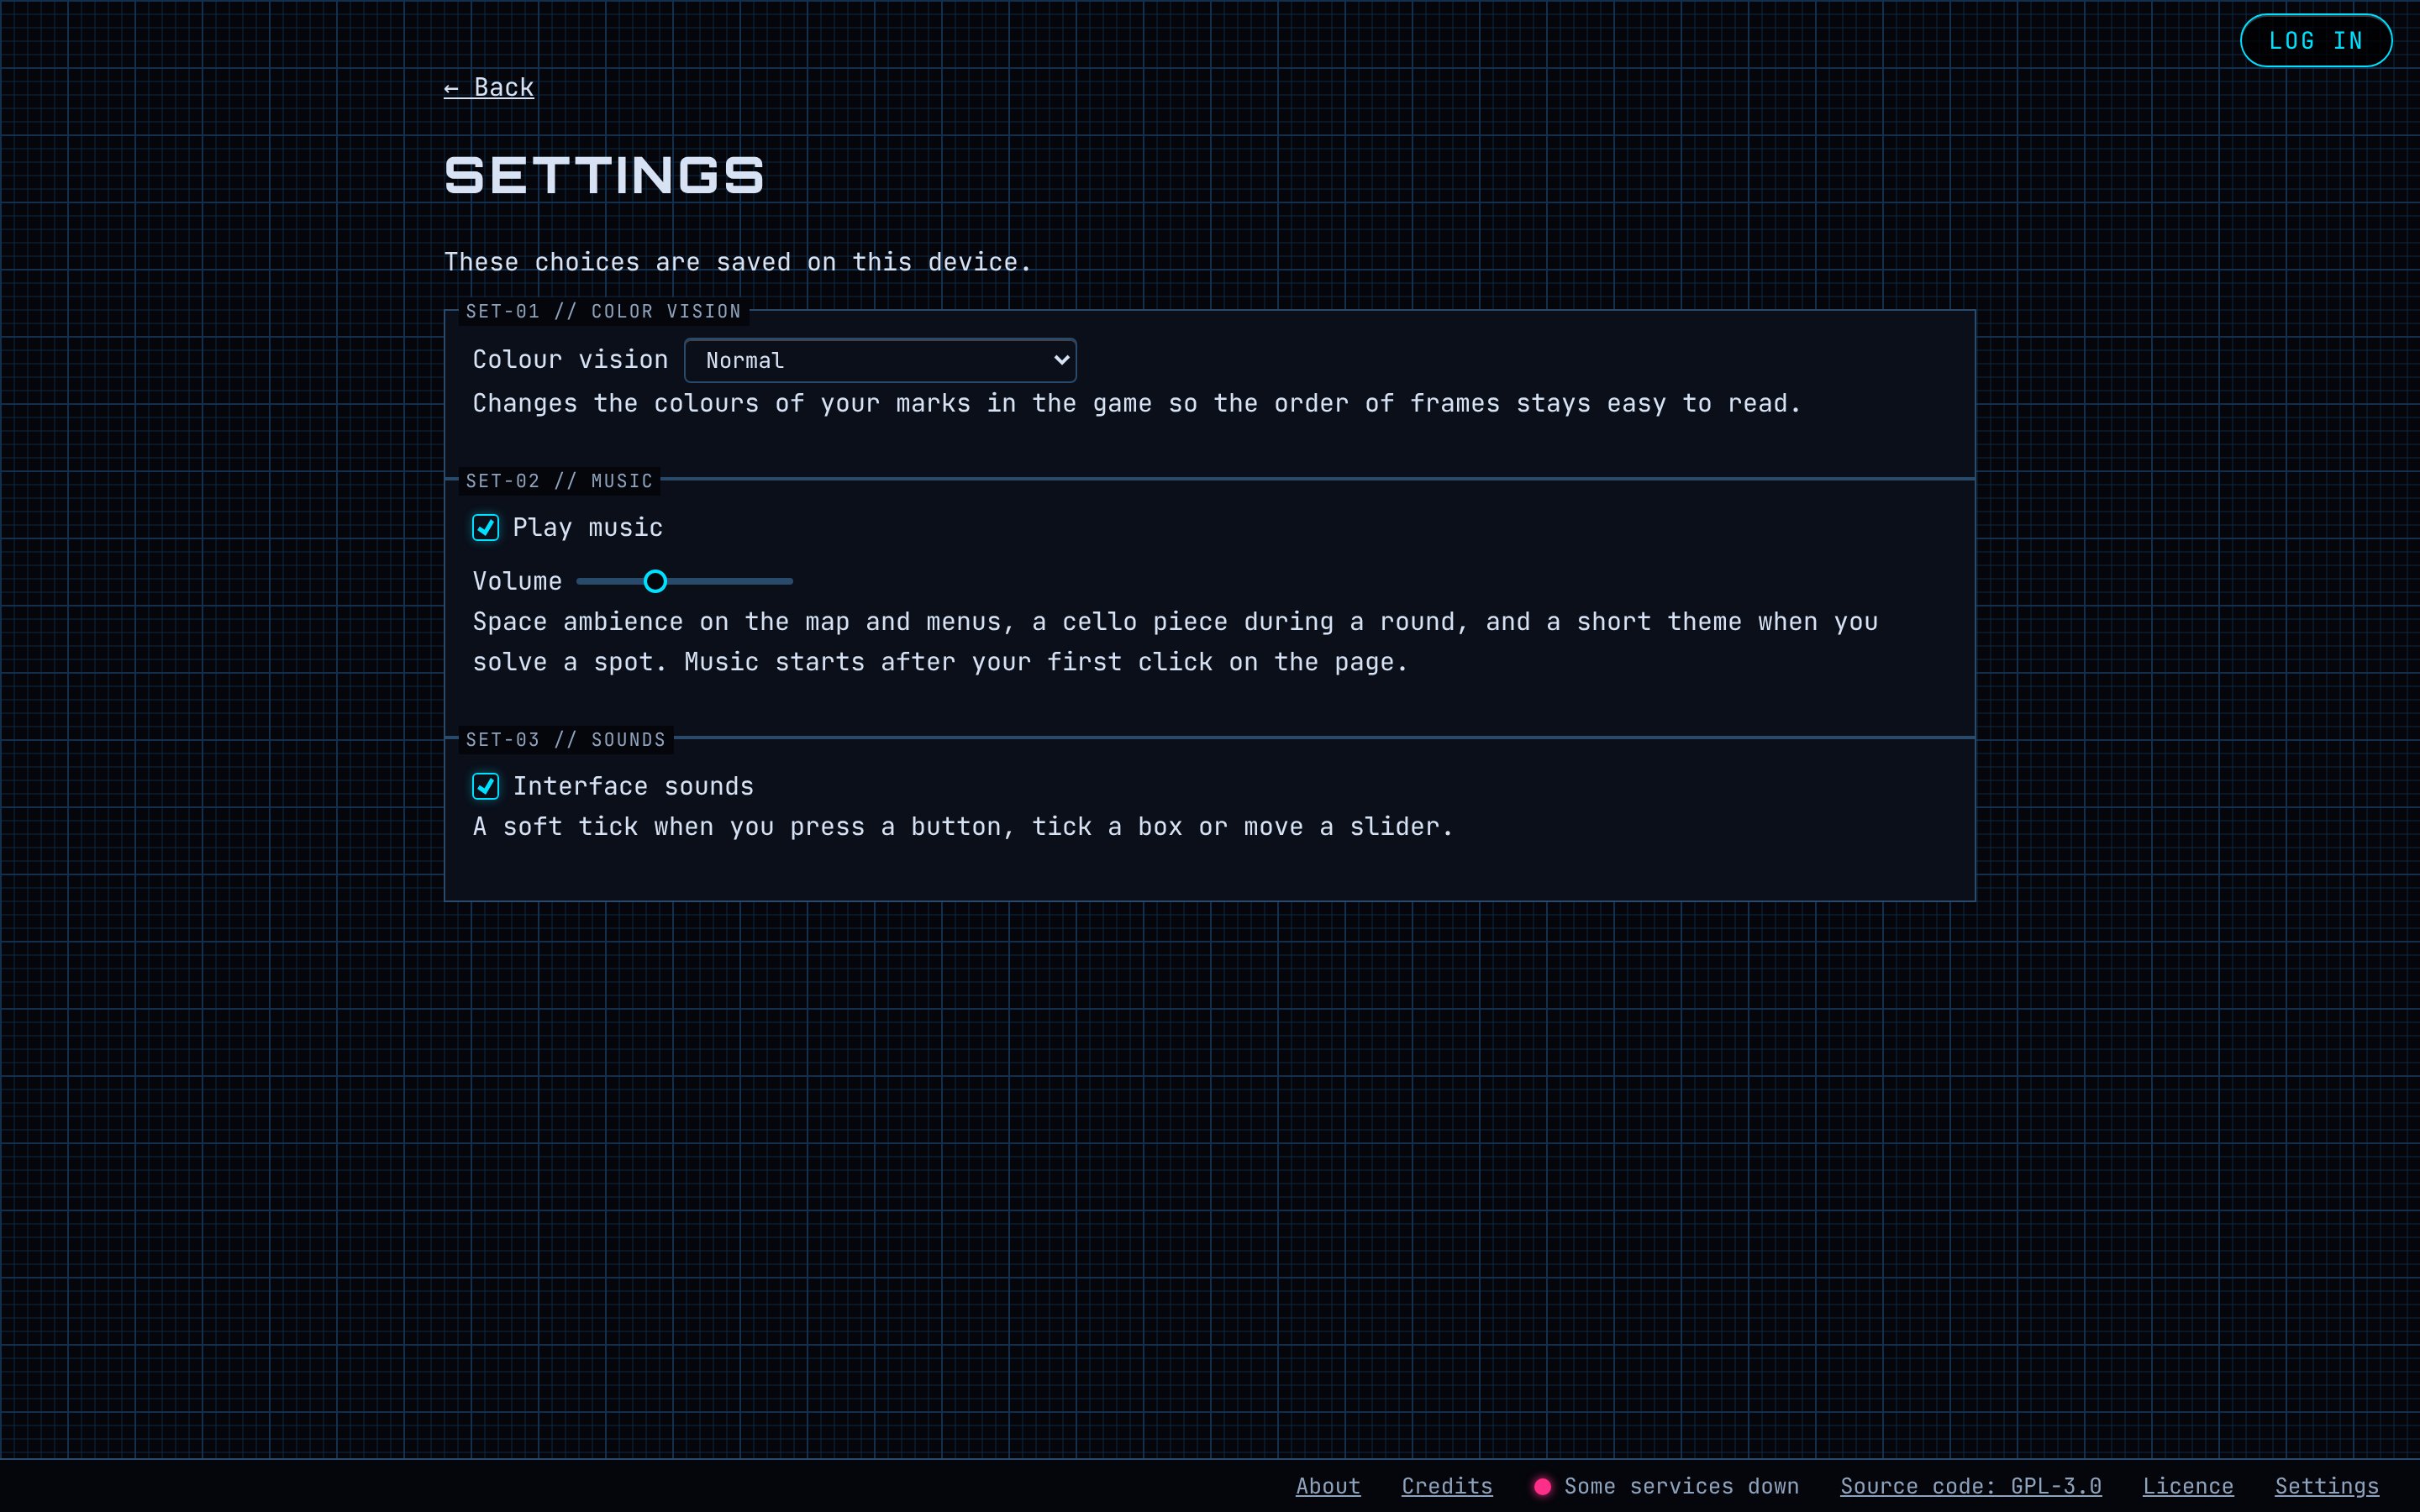 LOG IN
← Back
SETTINGS
These choices are saved on this device.
SET-01 // COLOR VISION
Colour vision Normal
Changes the colours of your marks in the game so the order of frames stays easy to read.
SET-02 // MUSIC
Play music
Volume
Space ambience on the map and menus, a cello piece during a round, and a short theme when you
solve a spot. Music starts after your first click on the page.
SET-03 // SOUNDS
Interface sounds
A soft tick when you press a button, tick a box or move a slider.
About Credits Some services down Source code: GPL-3.0 Licence Settings